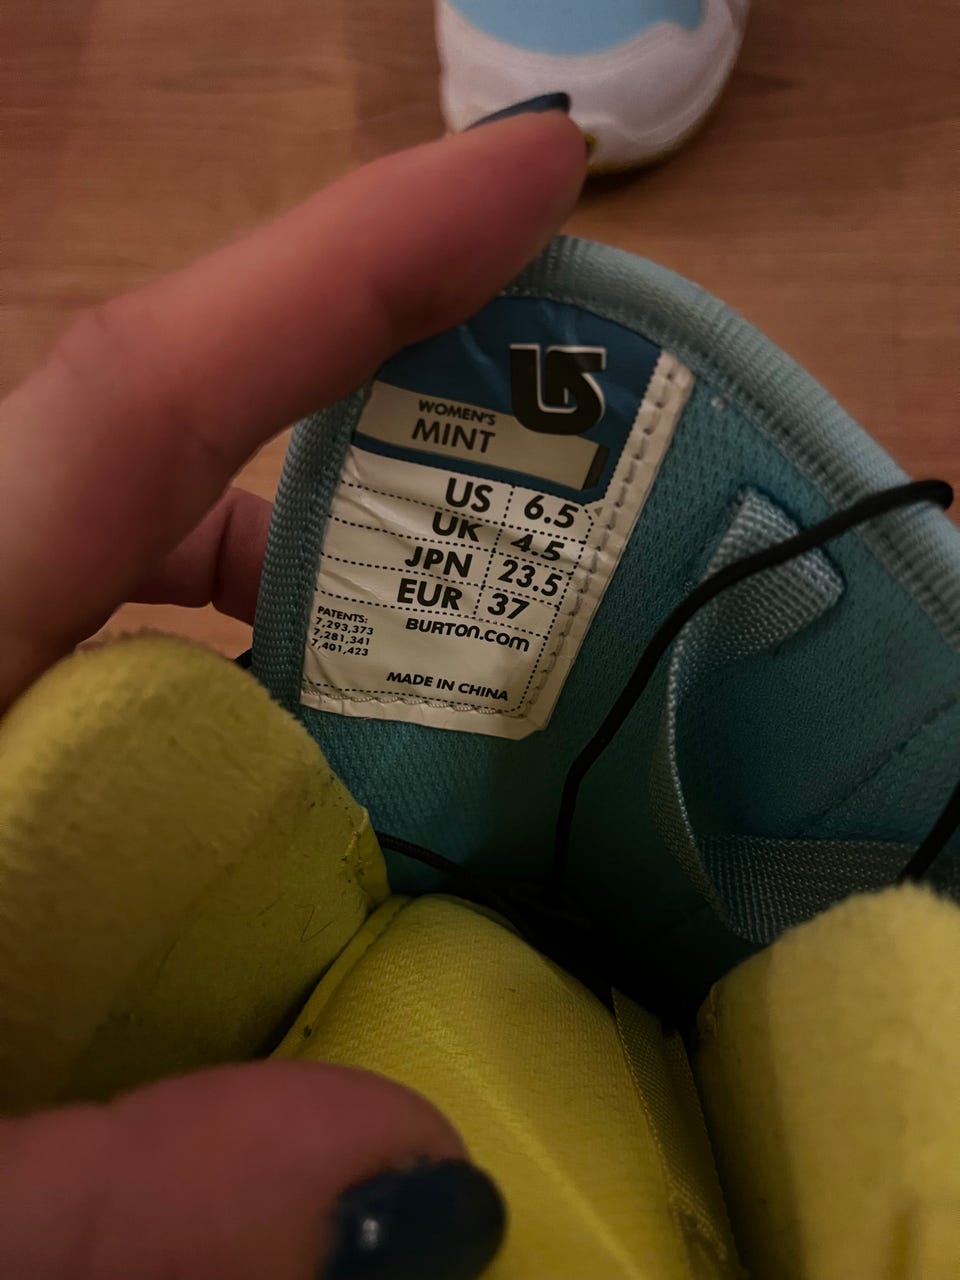 WOMEN'S
MINT
US 6.5
UK 4.5
JPN 23.5
EUR 37
PATENTS:
7,293,373
7,281,341
7,401,423
BURTON.COM
MADE IN CHINA